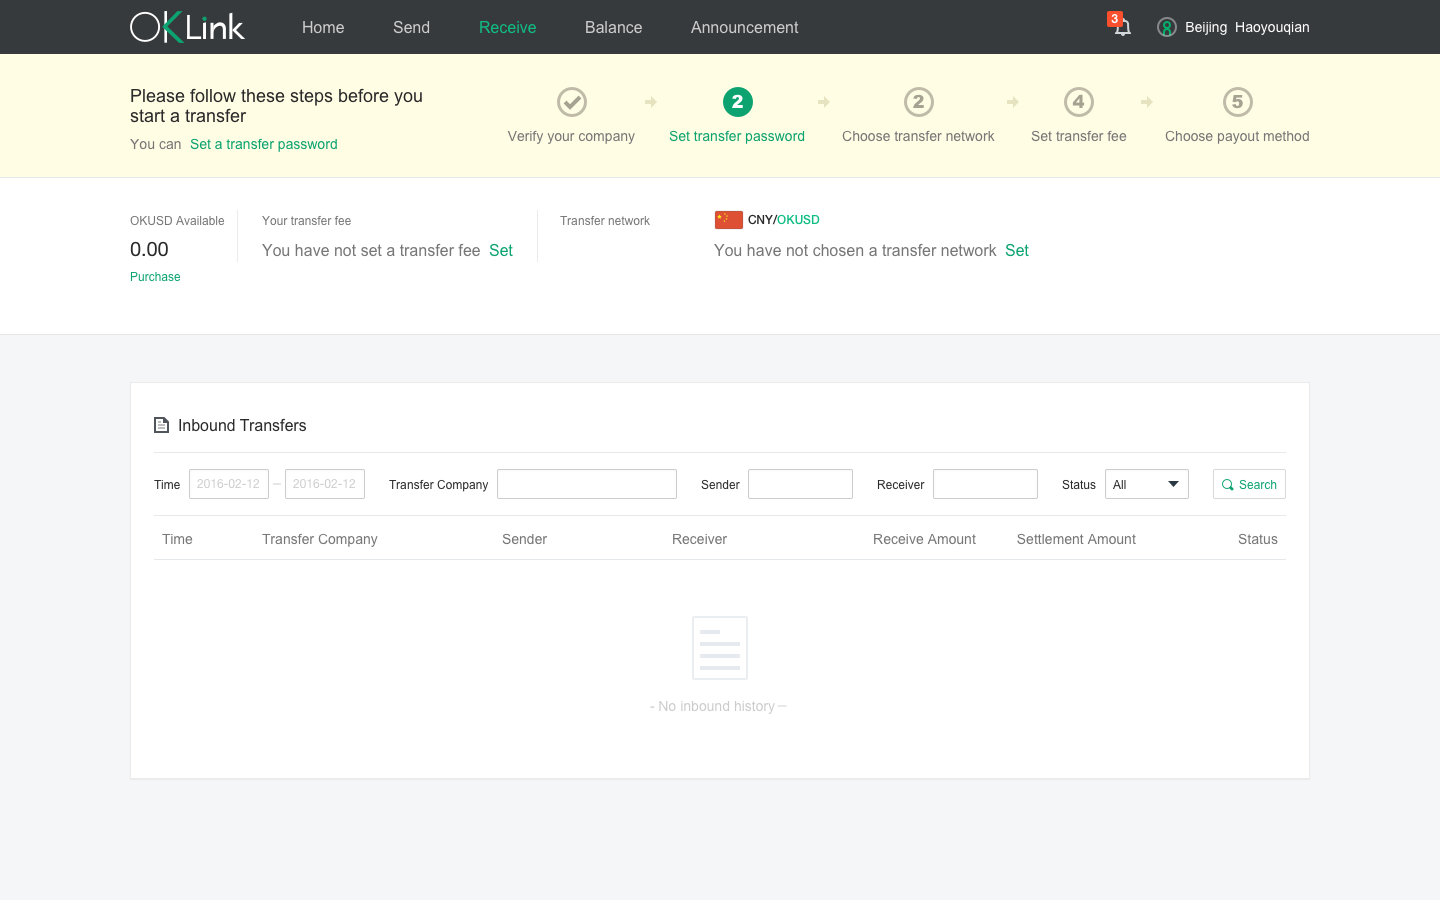 OKLink
Home Send Receive Balance Announcement
3
Beijing Haoyouqian
Please follow these steps before you
start a transfer
You can Set a transfer password
2 2 4 5
Verify your company Set transfer password Choose transfer network Set transfer fee Choose payout method
OKUSD Available
0.00
Purchase
Your transfer fee
You have not set a transfer fee Set
Transfer network
CNY/OKUSD
You have not chosen a transfer network Set
Inbound Transfers
Time 2016-02-12 – 2016-02-12 Transfer Company Sender Receiver Status All Search
Time Transfer Company Sender Receiver Receive Amount Settlement Amount Status
- No inbound history –